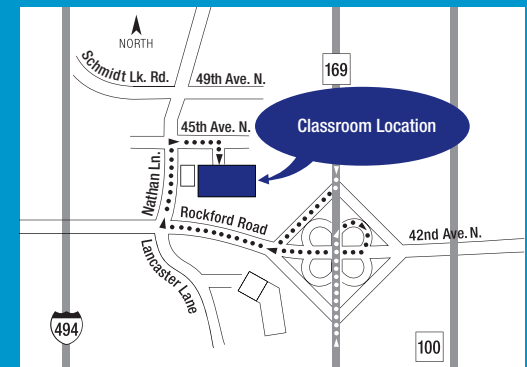 NORTH
Schmidt Lk. Rd.
49th Ave. N.
169
45th Ave. N.
Classroom Location
Nathan Ln.
Rockford Road
42nd Ave. N.
Lancaster Lane
494
100